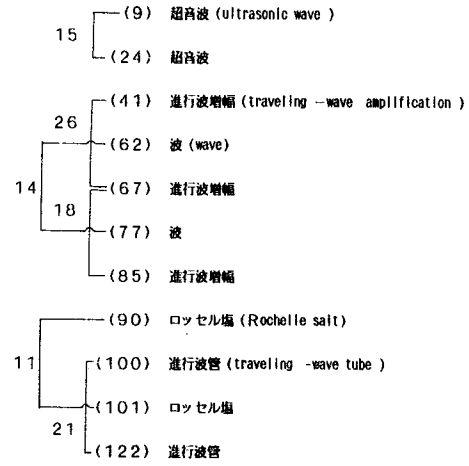 (9) 超音波 (ultrasonic wave )
15
(24) 超音波
(41) 進行波増幅 (traveling -wave amplification )
26
(62) 波 (wave)
14
(67) 進行波増幅
18
(77) 波
(85) 進行波増幅
(90) ロッセル塩 (Rochelle salt)
11
(100) 進行波管 (traveling -wave tube )
(101) ロッセル塩
21
(122) 進行波管